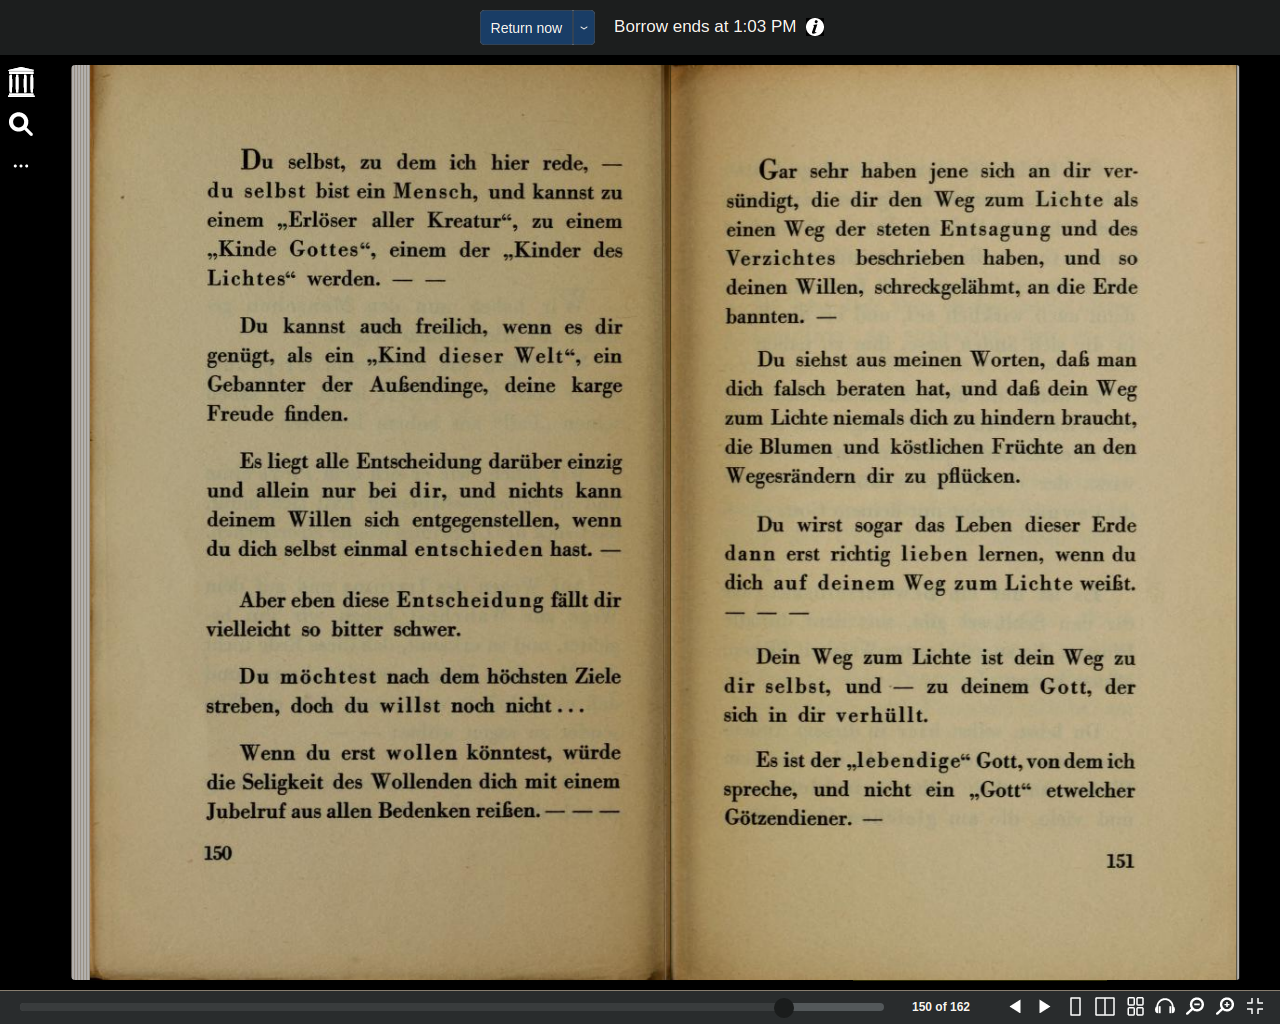 Return now
Borrow ends at 1:03 PM
Du selbst, zu dem ich hier rede, —
du selbst bist ein Mensch, und kannst zu
einem „Erlöser aller Kreatur“, zu einem
„Kinde Gottes“, einem der „Kinder des
Lichtes“ werden. — —
Du kannst auch freilich, wenn es dir
genügt, als ein „Kind dieser Welt“, ein
Gebannter der Außendinge, deine karge
Freude finden.
Es liegt alle Entscheidung darüber einzig
und allein nur bei dir, und nichts kann
deinem Willen sich entgegenstellen, wenn
du dich selbst einmal entschieden hast. —
Aber eben diese Entscheidung fällt dir
vielleicht so bitter schwer.
Du möchtest nach dem höchsten Ziele
streben, doch du willst noch nicht ...
Wenn du erst wollen könntest, würde
die Seligkeit des Wollenden dich mit einem
Jubelruf aus allen Bedenken reißen. — — —
150
Gar sehr haben jene sich an dir ver-
sündigt, die dir den Weg zum Lichte als
einen Weg der steten Entsagung und des
Verzichtes beschrieben haben, und so
deinen Willen, schreckgelähmt, an die Erde
bannten. —
Du siehst aus meinen Worten, daß man
dich falsch beraten hat, und daß dein Weg
zum Lichte niemals dich zu hindern braucht,
die Blumen und köstlichen Früchte an den
Wegesrändern dir zu pflücken.
Du wirst sogar das Leben dieser Erde
dann erst richtig lieben lernen, wenn du
dich auf deinem Weg zum Lichte weißt.
— — —
Dein Weg zum Lichte ist dein Weg zu
dir selbst, und — zu deinem Gott, der
sich in dir verhüllt.
Es ist der „lebendige“ Gott, von dem ich
spreche, und nicht ein „Gott“ etwelcher
Götzendiener. —
151
150 of 162